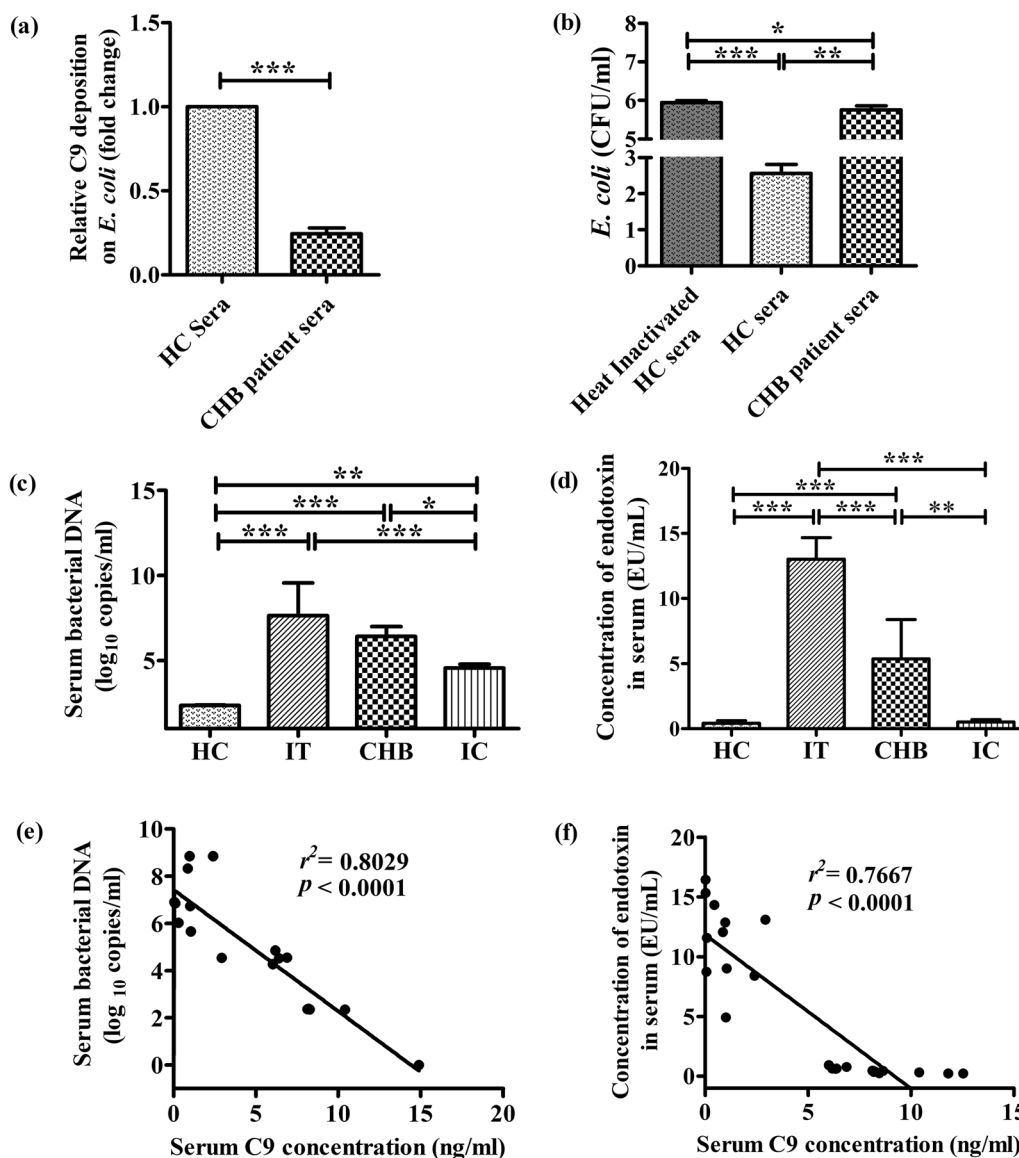 (a)
Relative C9 deposition
on E. coli (fold change)
1.5
1.0
0.5
0.0
***
HC Sera
CHB patient sera
(b)
E. coli (CFU/ml)
8
7
6
5
3
2
1
0
*
***
**
Heat Inactivated
HC sera
HC sera
CHB patient sera
(c)
Serum bacterial DNA
(log10 copies/ml)
15
10
5
**
***
*
***
***
HC
IT
CHB
IC
(d)
Concentration of endotoxin
in serum (EU/mL)
20
15
10
5
0
***
***
***
***
**
HC
IT
CHB
IC
(e)
Serum bacterial DNA
(log 10 copies/ml)
10
8
6
4
2
0
r2= 0.8029
p < 0.0001
0
5
10
15
20
Serum C9 concentration (ng/ml)
(f)
Concentration of endotoxin
in serum (EU/mL)
20
15
10
5
0
r2= 0.7667
p < 0.0001
0
5
10
15
Serum C9 concentration (ng/ml)